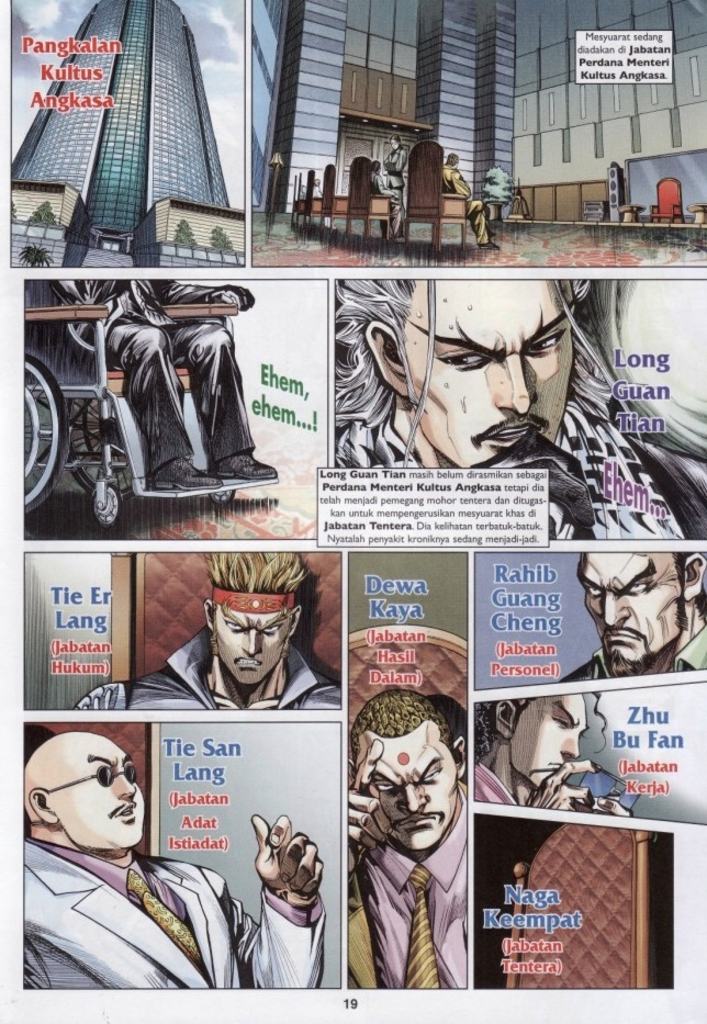 Pangkalan
Kultus
Angkasa
Mesyuarat sedang
diadakan di Jabatan
Perdana Menteri
Kultus Angkasa.
Ehem,
ehem...!
Long
Guan
Tian
Ehem...
Long Guan Tian masih belum dirasmikan sebagai
Perdana Menteri Kultus Angkasa tetapi dia
telah menjadi pemegang mohor tentera dan ditugas-
kan untuk mempengerusikan mesyuarat khas di
Jabatan Tentera. Dia kelihatan terbatuk-batuk.
Nyatalah penyakit kroniknya sedang menjadi-jadi.
Tie Er
Lang
(Jabatan
Hukum)
Dewa
Kaya
(Jabatan
Hasil
Dalam)
Rahib
Guang
Cheng
(Jabatan
Personel)
Zhu
Bu Fan
(Jabatan
Kerja)
Tie San
Lang
(Jabatan
Adat
Istiadat)
Naga
Keempat
(Jabatan
Tentera)
19